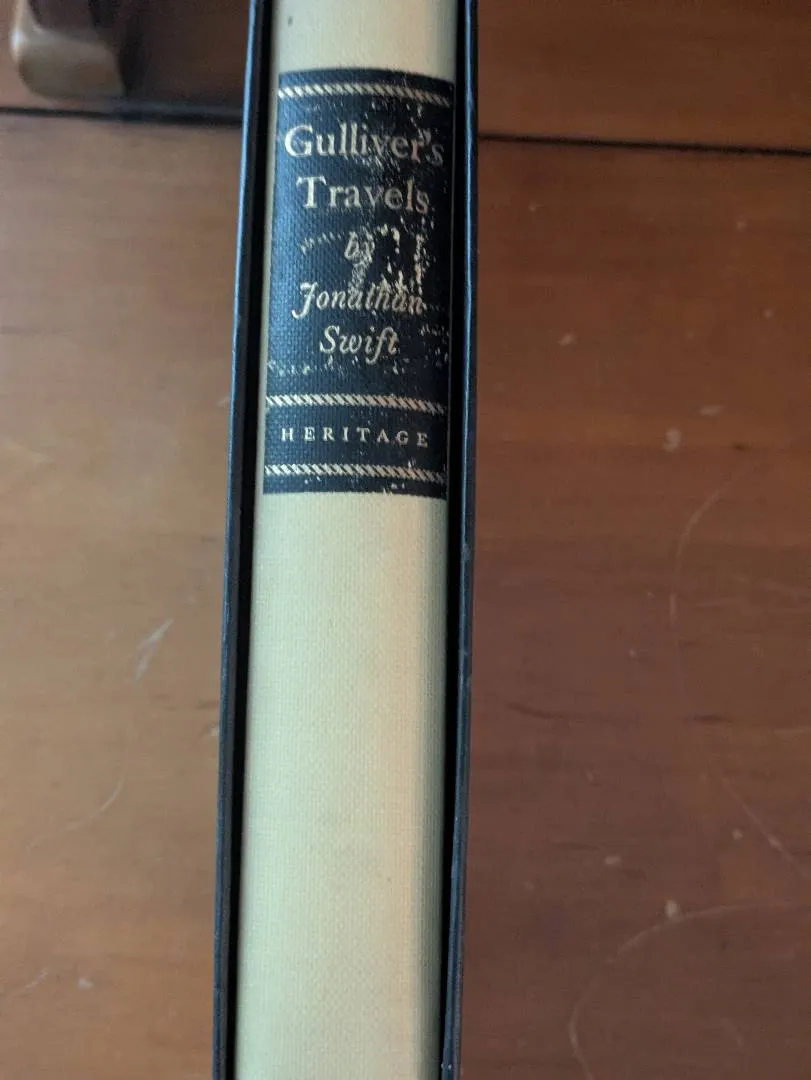 Gulliver's
Travels
by
Jonathan
Swift
HERITAGE